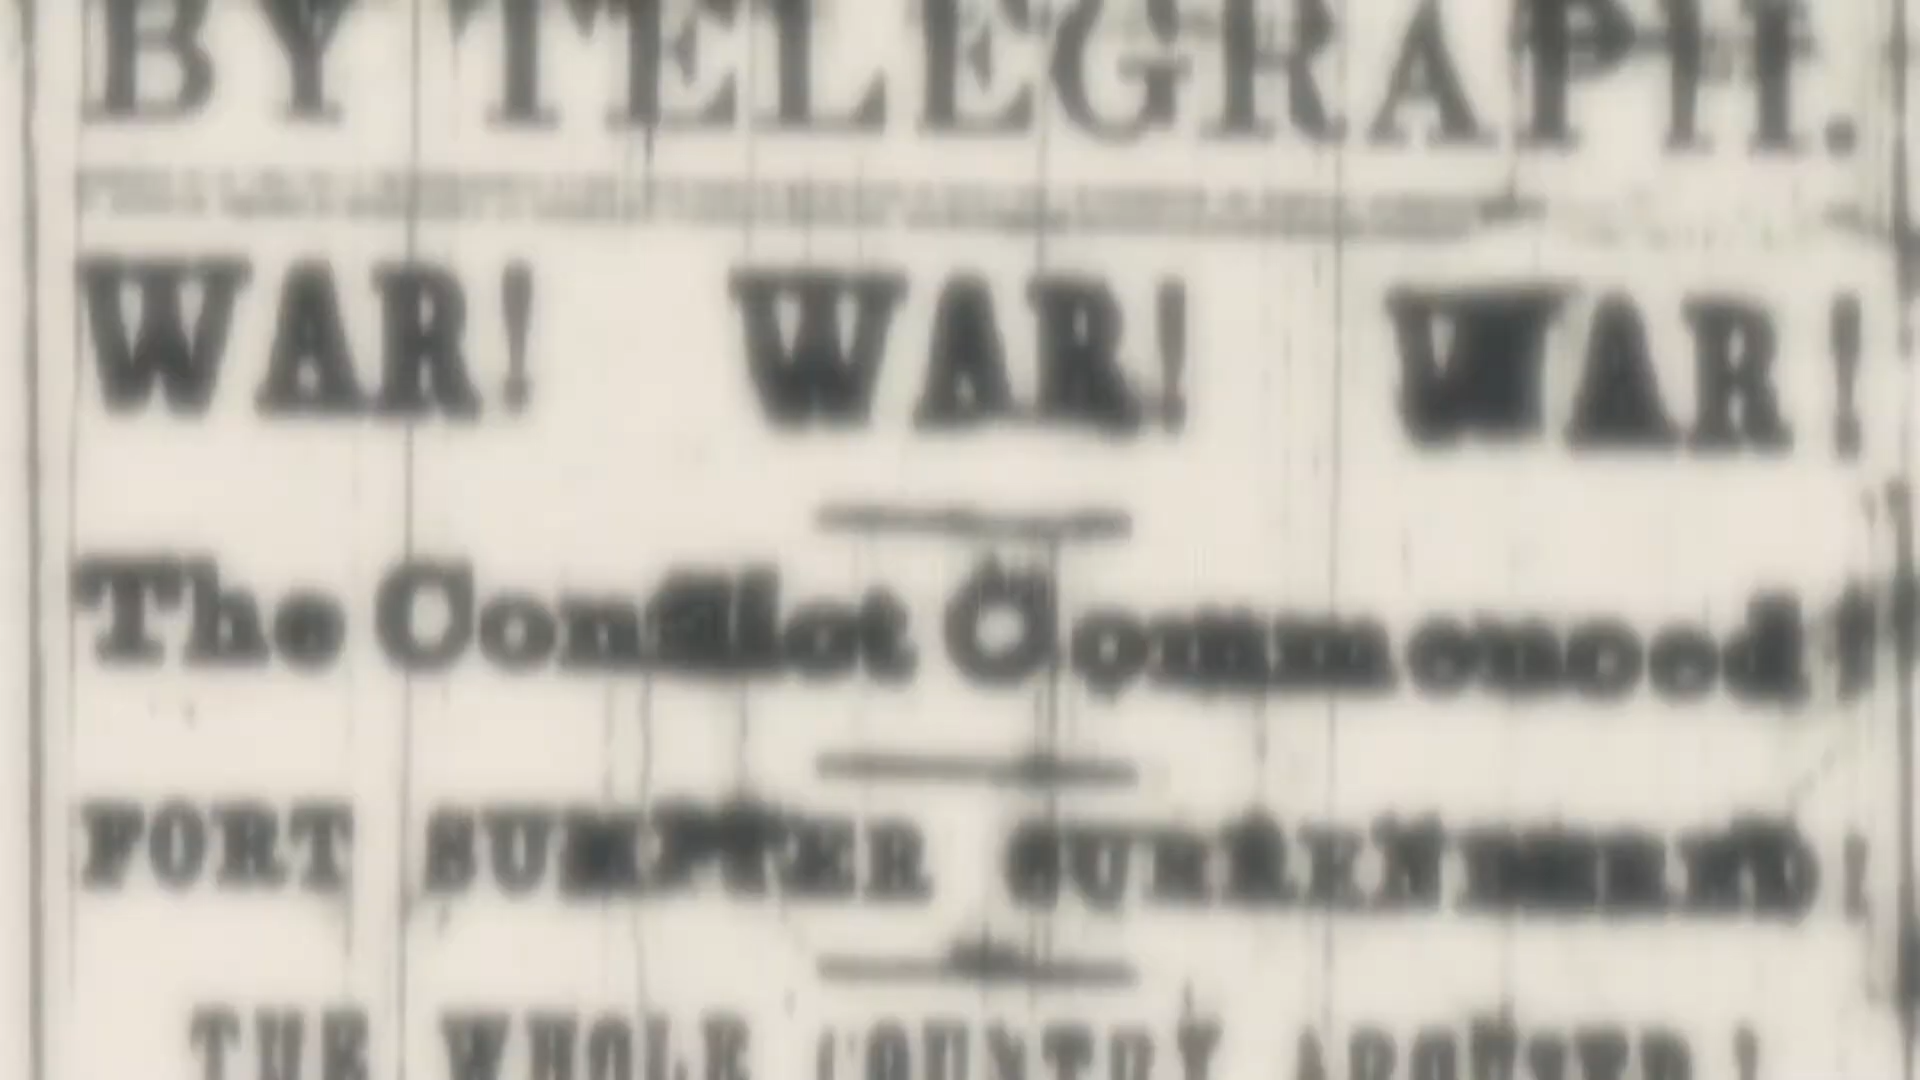 BY TELEGRAPH.
WAR! WAR! WAR!
The Conflict Commenced!
FORT SUMPTER SURRENDERED!
THE WHOLE COUNTRY AROUSED!